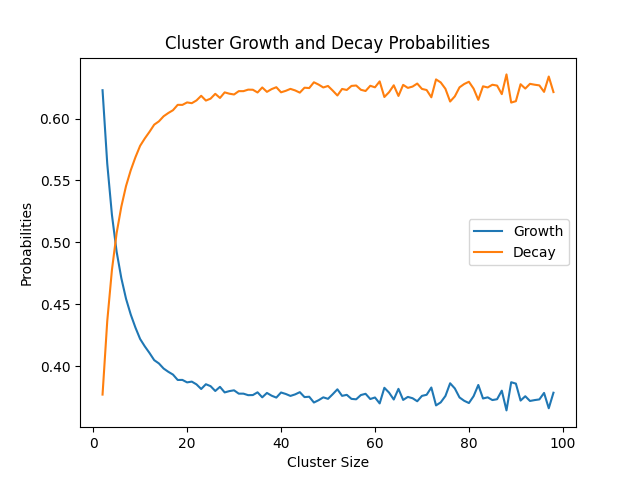 Cluster Growth and Decay Probabilities
Probabilities
0.60
0.55
0.50
0.45
0.40
Growth
Decay
0
20
40
60
80
100
Cluster Size